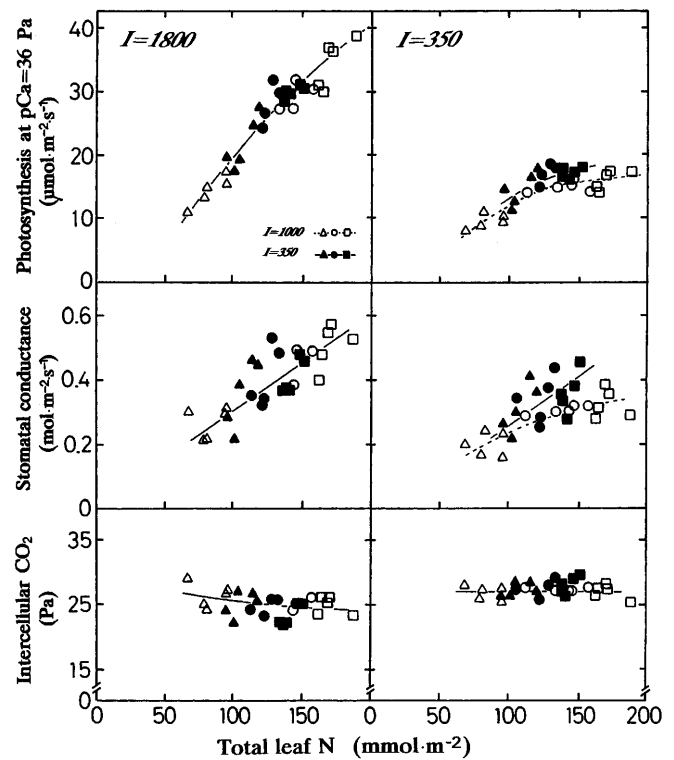 I=1800
I=350
Photosynthesis at pCa=36 Pa
(µmol·m⁻²·s⁻¹)
40
30
20
10
0
I=1000
I=350
Stomatal conductance
(mol·m⁻²·s⁻¹)
0.6
0.4
0.2
0
Intercellular CO₂
(Pa)
35
25
15
0
0 50 100 150 0 50 100 150 200
Total leaf N (mmol·m⁻²)